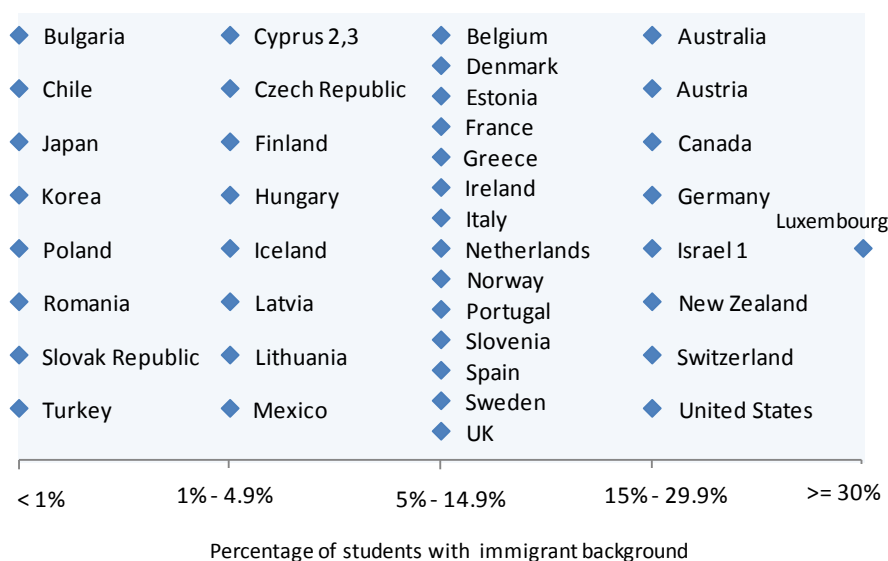 Bulgaria
Chile
Japan
Korea
Poland
Romania
Slovak Republic
Turkey
Cyprus 2,3
Czech Republic
Finland
Hungary
Iceland
Latvia
Lithuania
Mexico
Belgium
Denmark
Estonia
France
Greece
Ireland
Italy
Netherlands
Norway
Portugal
Slovenia
Spain
Sweden
UK
Australia
Austria
Canada
Germany
Israel 1
New Zealand
Switzerland
United States
Luxembourg
< 1%
1% - 4.9%
5% - 14.9%
15% - 29.9%
>= 30%
Percentage of students with immigrant background